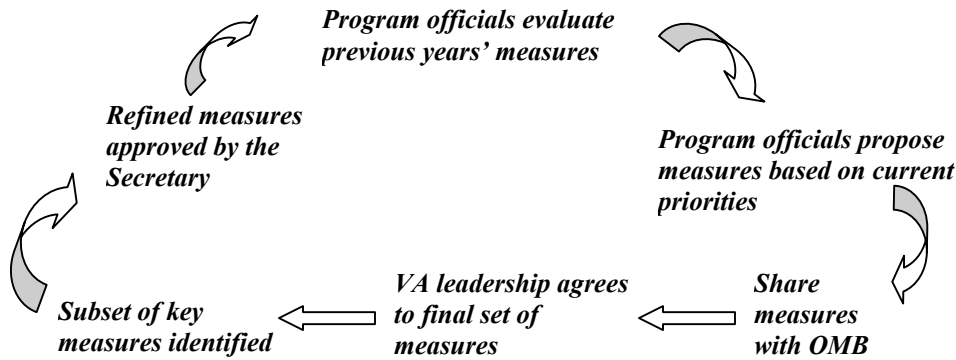 Program officials evaluate
previous years’ measures
Program officials propose
measures based on current
priorities
Share
measures
with OMB
VA leadership agrees
to final set of
measures
Subset of key
measures identified
Refined measures
approved by the
Secretary